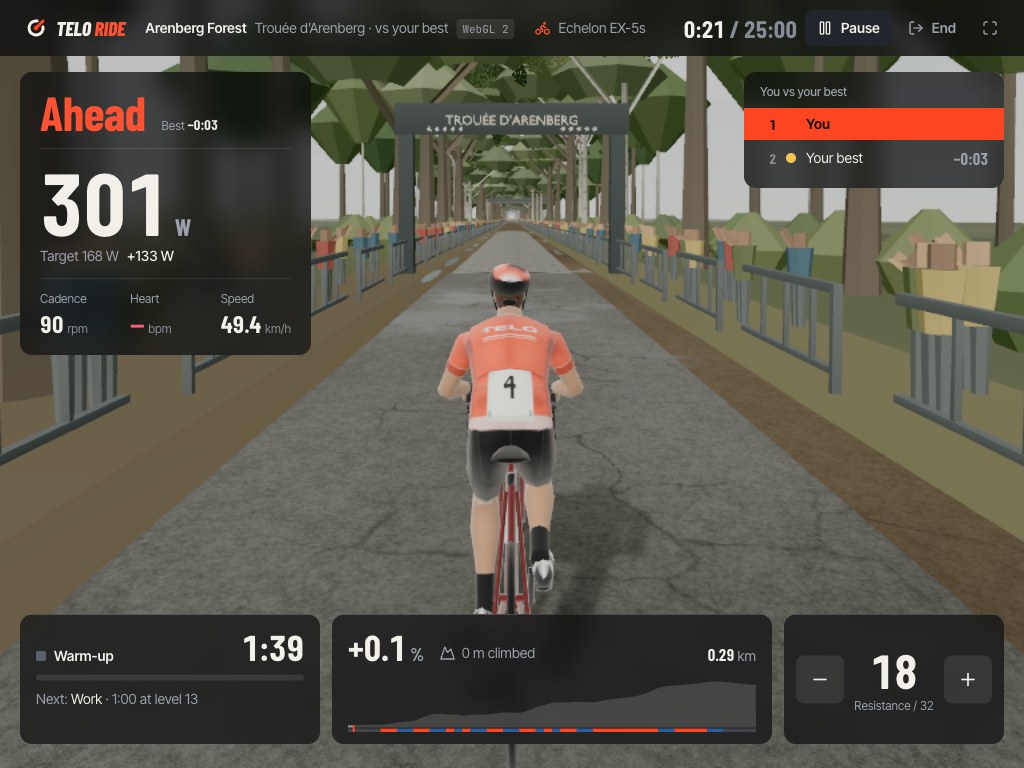 TELO RIDE Arenberg Forest Trouée d'Arenberg · vs your best WebGL 2 Echelon EX-5s 0:21 / 25:00 Pause End
Ahead Best −0:03
301 W
Target 168 W +133 W
Cadence Heart Speed
90 rpm — bpm 49.4 km/h
You vs your best
1 You
2 Your best −0:03
TROUÉE D'ARENBERG
TELO
4
Warm-up 1:39
Next: Work · 1:00 at level 13
+0.1 % 0 m climbed 0.29 km
− 18 +
Resistance / 32